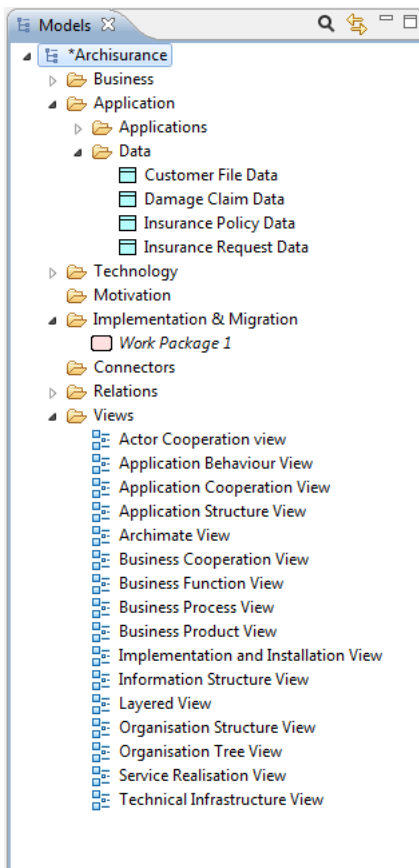 Models
*Archisurance
Business
Application
Applications
Data
Customer File Data
Damage Claim Data
Insurance Policy Data
Insurance Request Data
Technology
Motivation
Implementation & Migration
Work Package 1
Connectors
Relations
Views
Actor Cooperation view
Application Behaviour View
Application Cooperation View
Application Structure View
Archimate View
Business Cooperation View
Business Function View
Business Process View
Business Product View
Implementation and Installation View
Information Structure View
Layered View
Organisation Structure View
Organisation Tree View
Service Realisation View
Technical Infrastructure View